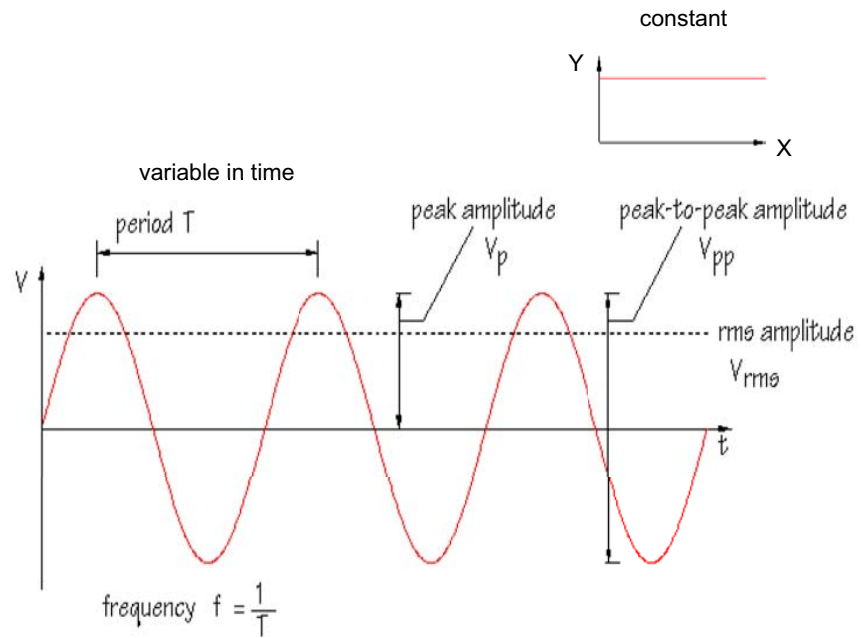 constant
Y
X
variable in time
period T
peak amplitude
Vp
peak-to-peak amplitude
Vpp
V
rms amplitude
Vrms
t
frequency f = 1/T